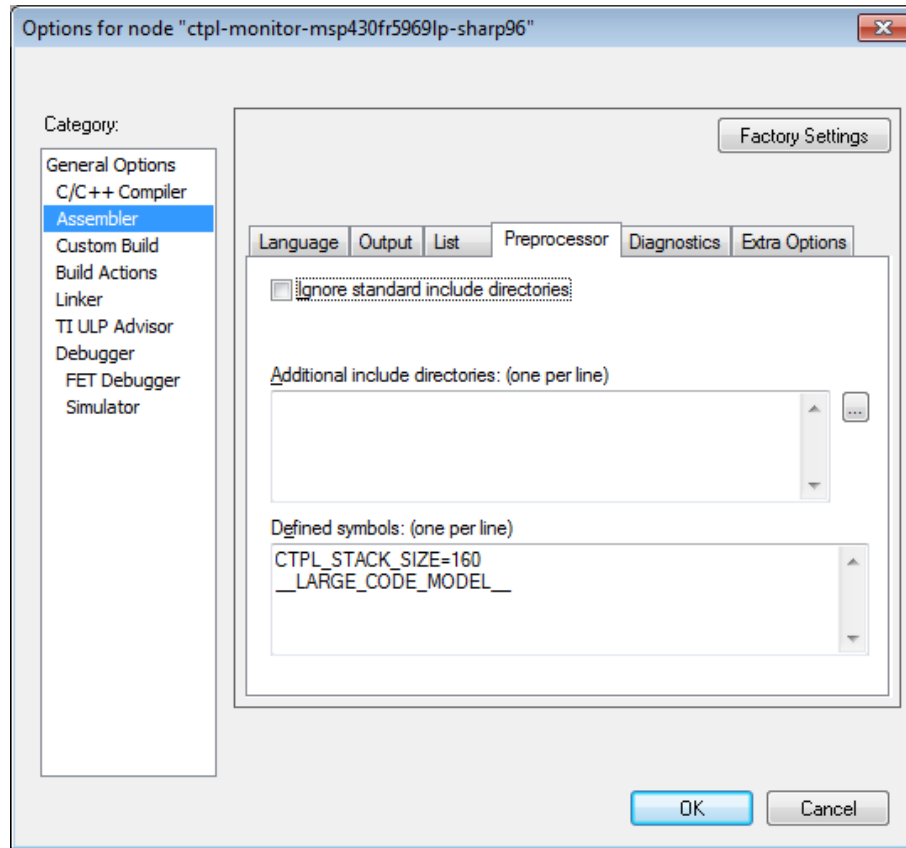 Options for node "ctpl-monitor-msp430fr5969lp-sharp96"
Category:
Factory Settings
General Options
C/C++ Compiler
Assembler
Custom Build
Build Actions
Linker
TI ULP Advisor
Debugger
FET Debugger
Simulator
Language Output List Preprocessor Diagnostics Extra Options
Ignore standard include directories
Additional include directories: (one per line)
...
Defined symbols: (one per line)
CTPL_STACK_SIZE=160
__LARGE_CODE_MODEL__
OK Cancel